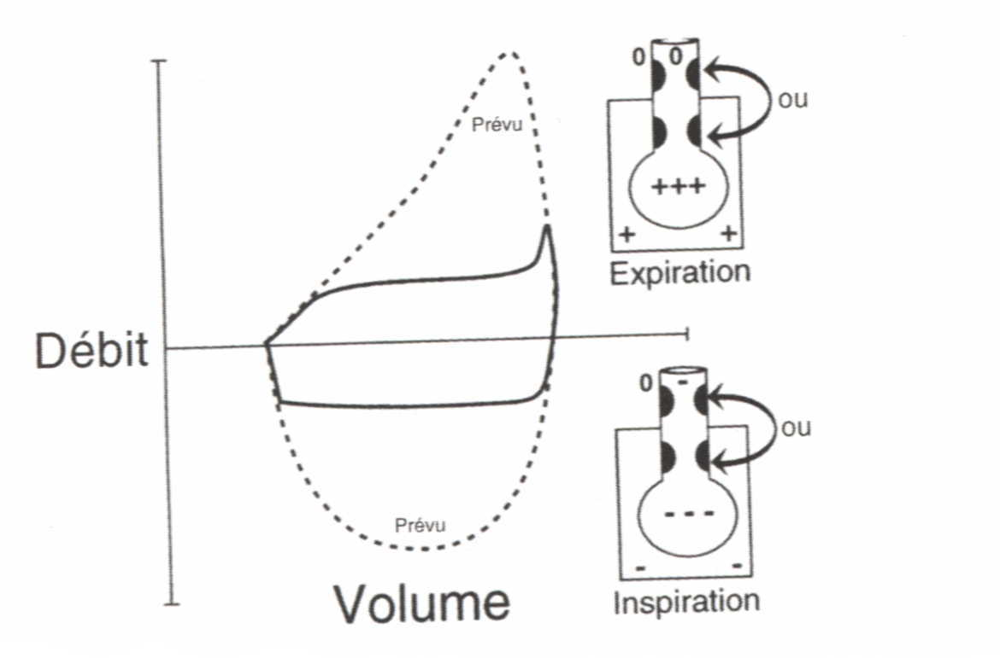 0 0
ou
Prévu
+++
+ +
Expiration
Débit
0 -
ou
- - -
Prévu
- -
Volume
Inspiration